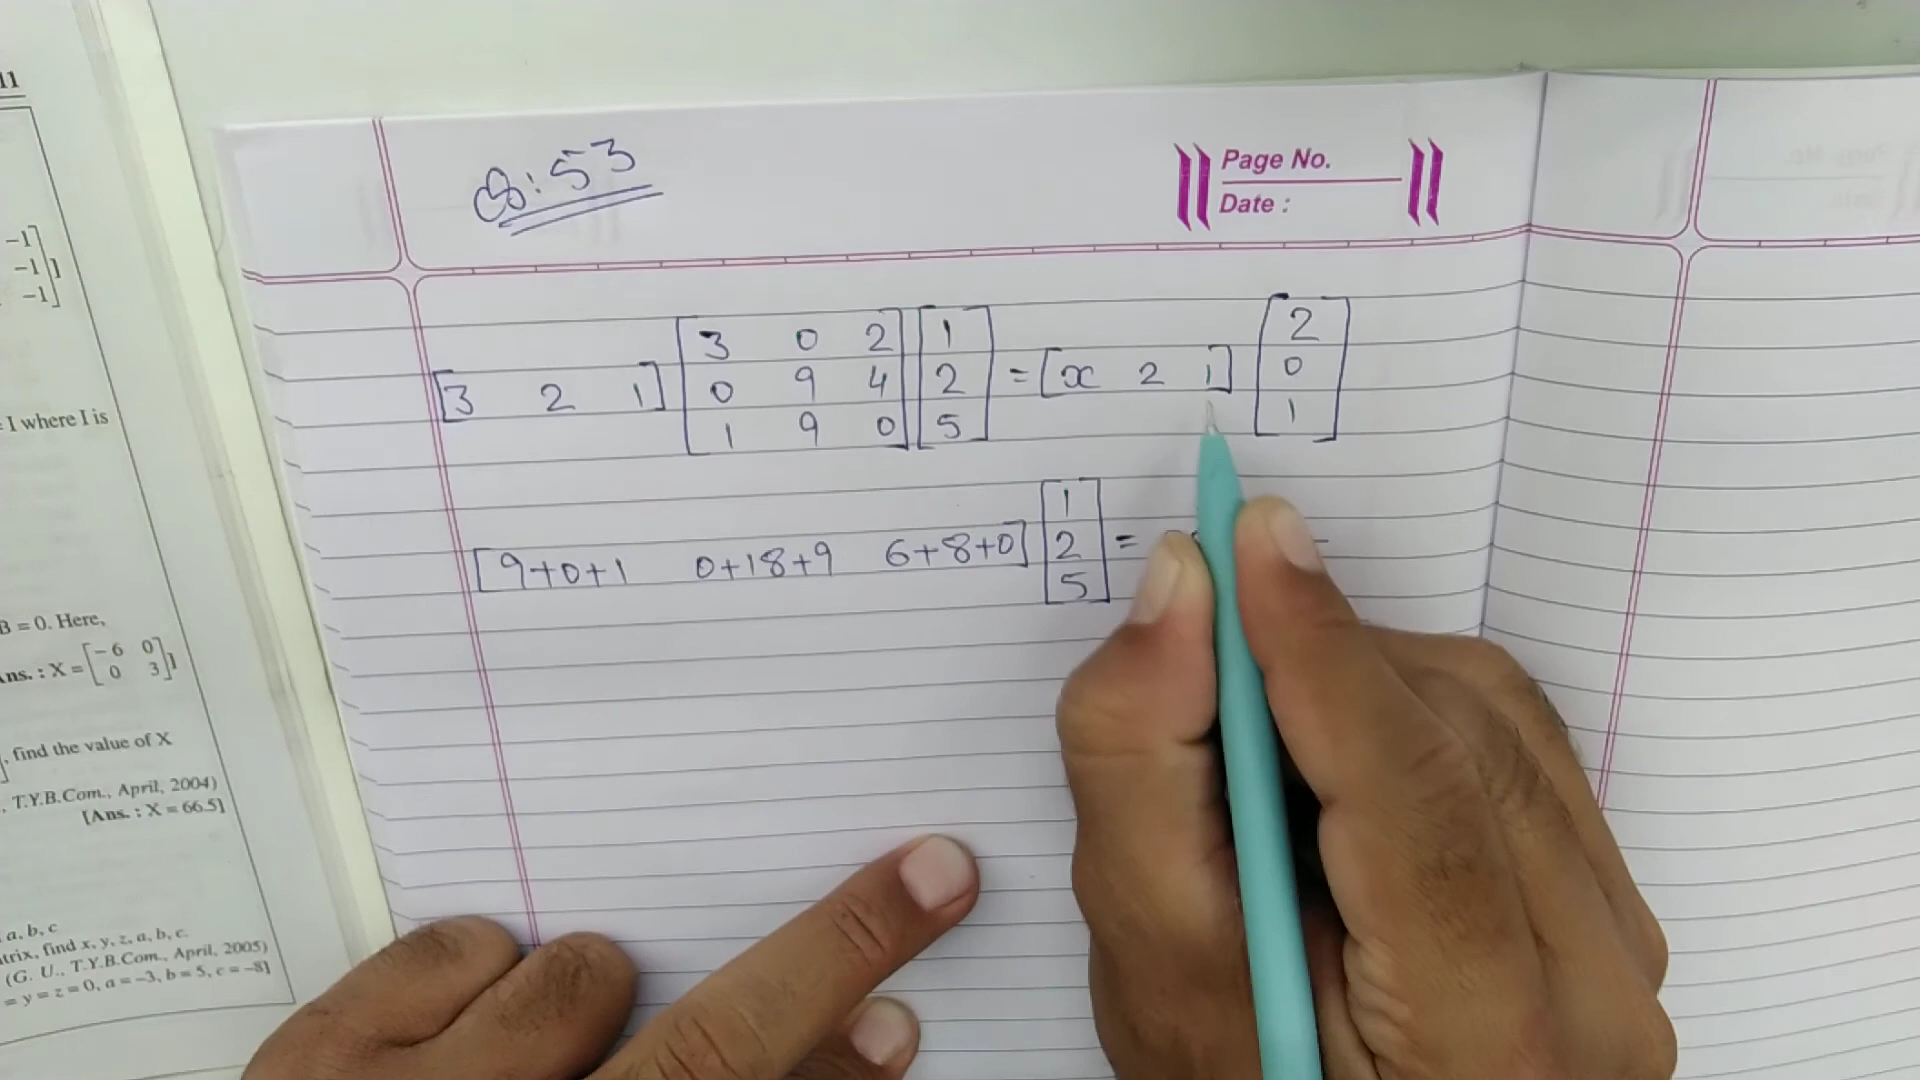 11
-1]
-1]]
-1]
= I where I is
B = 0. Here,
Ans. : X = [-6 0
0 3]]
], find the value of X
, T.Y.B.Com., April, 2004)
[Ans. : X = 66.5]
a, b, c
trix, find x, y, z, a, b, c.
(G. U., T.Y.B.Com., April, 2005)
= y = z = 0, a = -3, b = 5, c = -8]
Q:53
Page No.
Date :
[3 2 1] [3 0 2
0 9 4
1 9 0] [1
2
5] = [x 2 1] [2
0
1]
[9+0+1 0+18+9 6+8+0] [1
2
5] =